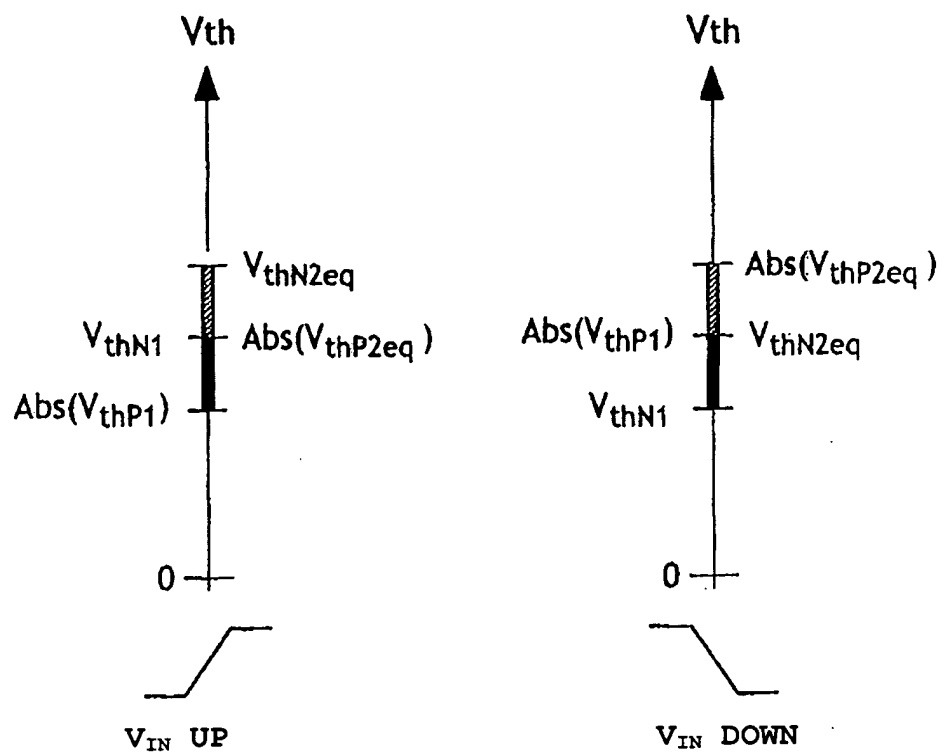 Vth
VthN2eq
VthN1
Abs(VthP2eq)
Abs(VthP1)
0
VIN UP
Vth
Abs(VthP2eq)
Abs(VthP1)
VthN2eq
VthN1
0
VIN DOWN